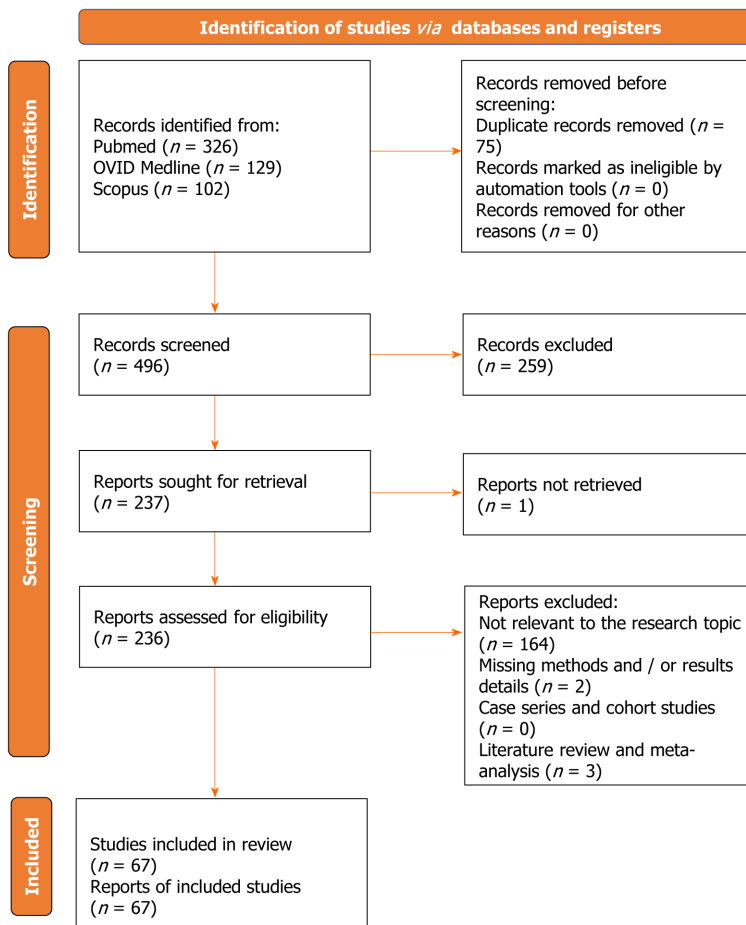 Identification of studies via databases and registers
Identification
Records identified from:
Pubmed (n = 326)
OVID Medline (n = 129)
Scopus (n = 102)
Records removed before
screening:
Duplicate records removed (n =
75)
Records marked as ineligible by
automation tools (n = 0)
Records removed for other
reasons (n = 0)
Screening
Records screened
(n = 496)
Records excluded
(n = 259)
Reports sought for retrieval
(n = 237)
Reports not retrieved
(n = 1)
Reports assessed for eligibility
(n = 236)
Reports excluded:
Not relevant to the research topic
(n = 164)
Missing methods and / or results
details (n = 2)
Case series and cohort studies
(n = 0)
Literature review and meta-
analysis (n = 3)
Included
Studies included in review
(n = 67)
Reports of included studies
(n = 67)